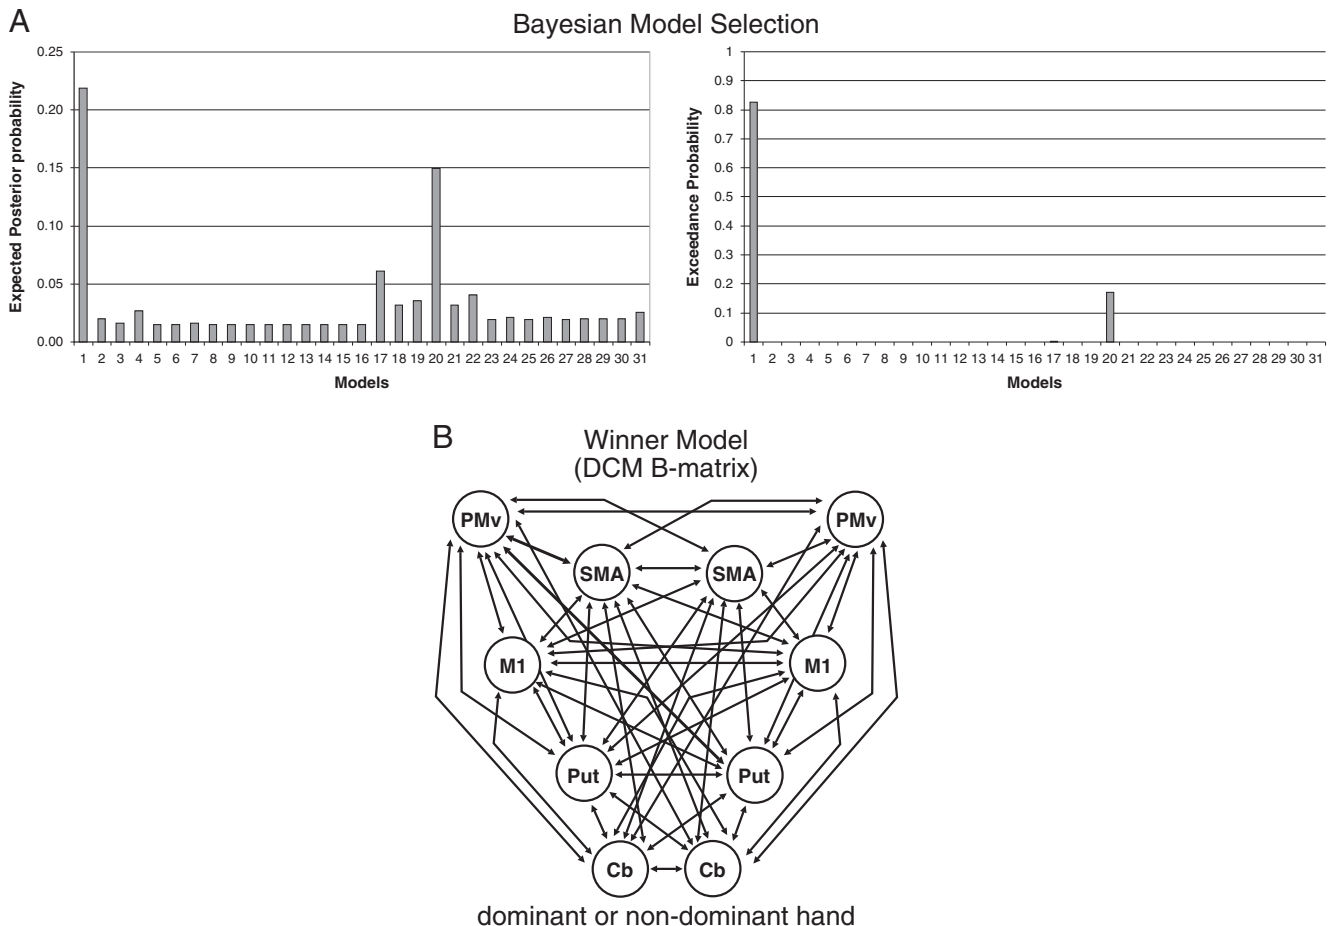 A
Bayesian Model Selection
Expected Posterior probability
0.25
0.20
0.15
0.10
0.05
0.00
1 2 3 4 5 6 7 8 9 10 11 12 13 14 15 16 17 18 19 20 21 22 23 24 25 26 27 28 29 30 31
Models
Exceedance Probability
1
0.9
0.8
0.7
0.6
0.5
0.4
0.3
0.2
0.1
0
1 2 3 4 5 6 7 8 9 10 11 12 13 14 15 16 17 18 19 20 21 22 23 24 25 26 27 28 29 30 31
Models
B
Winner Model
(DCM B-matrix)
PMv PMv
SMA SMA
M1 M1
Put Put
Cb Cb
dominant or non-dominant hand